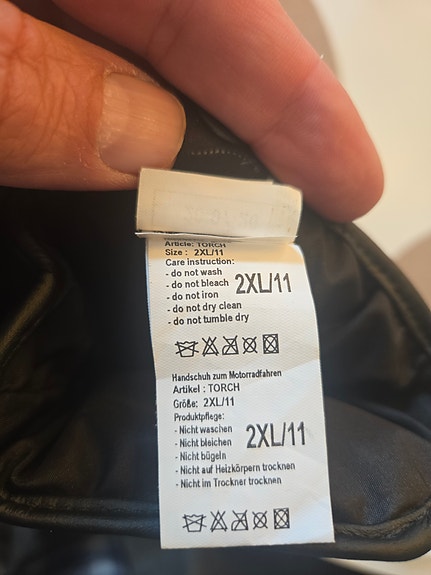 Article: TORCH
Size : 2XL/11
Care instruction:
- do not wash
- do not bleach 2XL/11
- do not iron
- do not dry clean
- do not tumble dry
Handschuh zum Motorradfahren
Artikel : TORCH
Größe: 2XL/11
Produktpflege:
- Nicht waschen
- Nicht bleichen 2XL/11
- Nicht bügeln
- Nicht auf Heizkörpern trocknen
- Nicht im Trockner trocknen